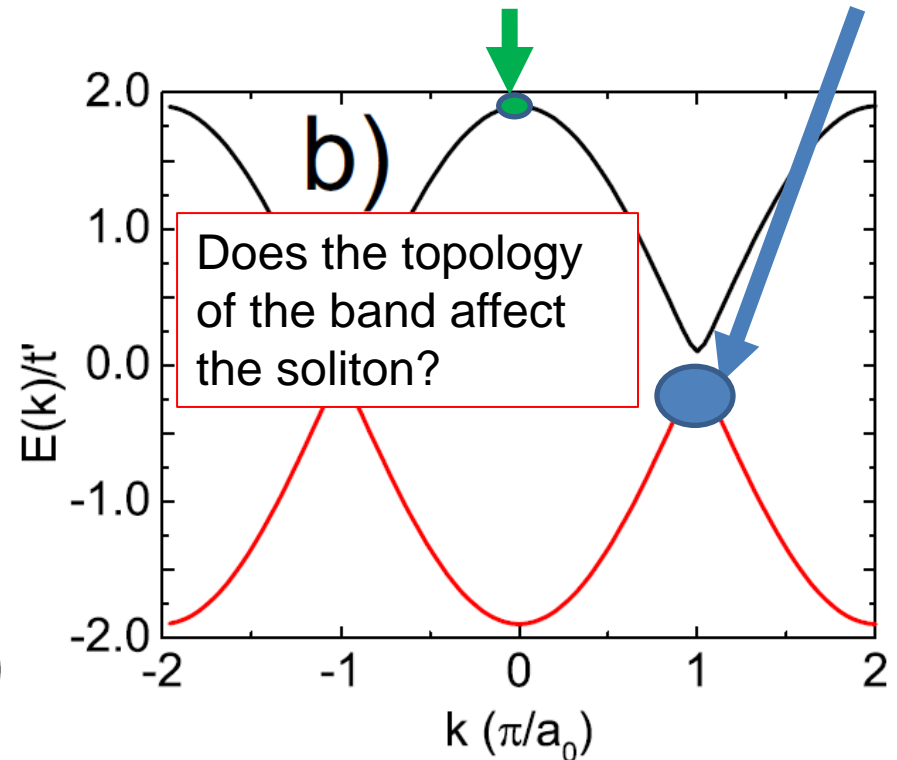 2.0
b)
1.0
Does the topology
of the band affect
the soliton?
0.0
E(k)/t'
-1.0
-2.0
)
-2 -1 0 1 2
k (π/a₀)